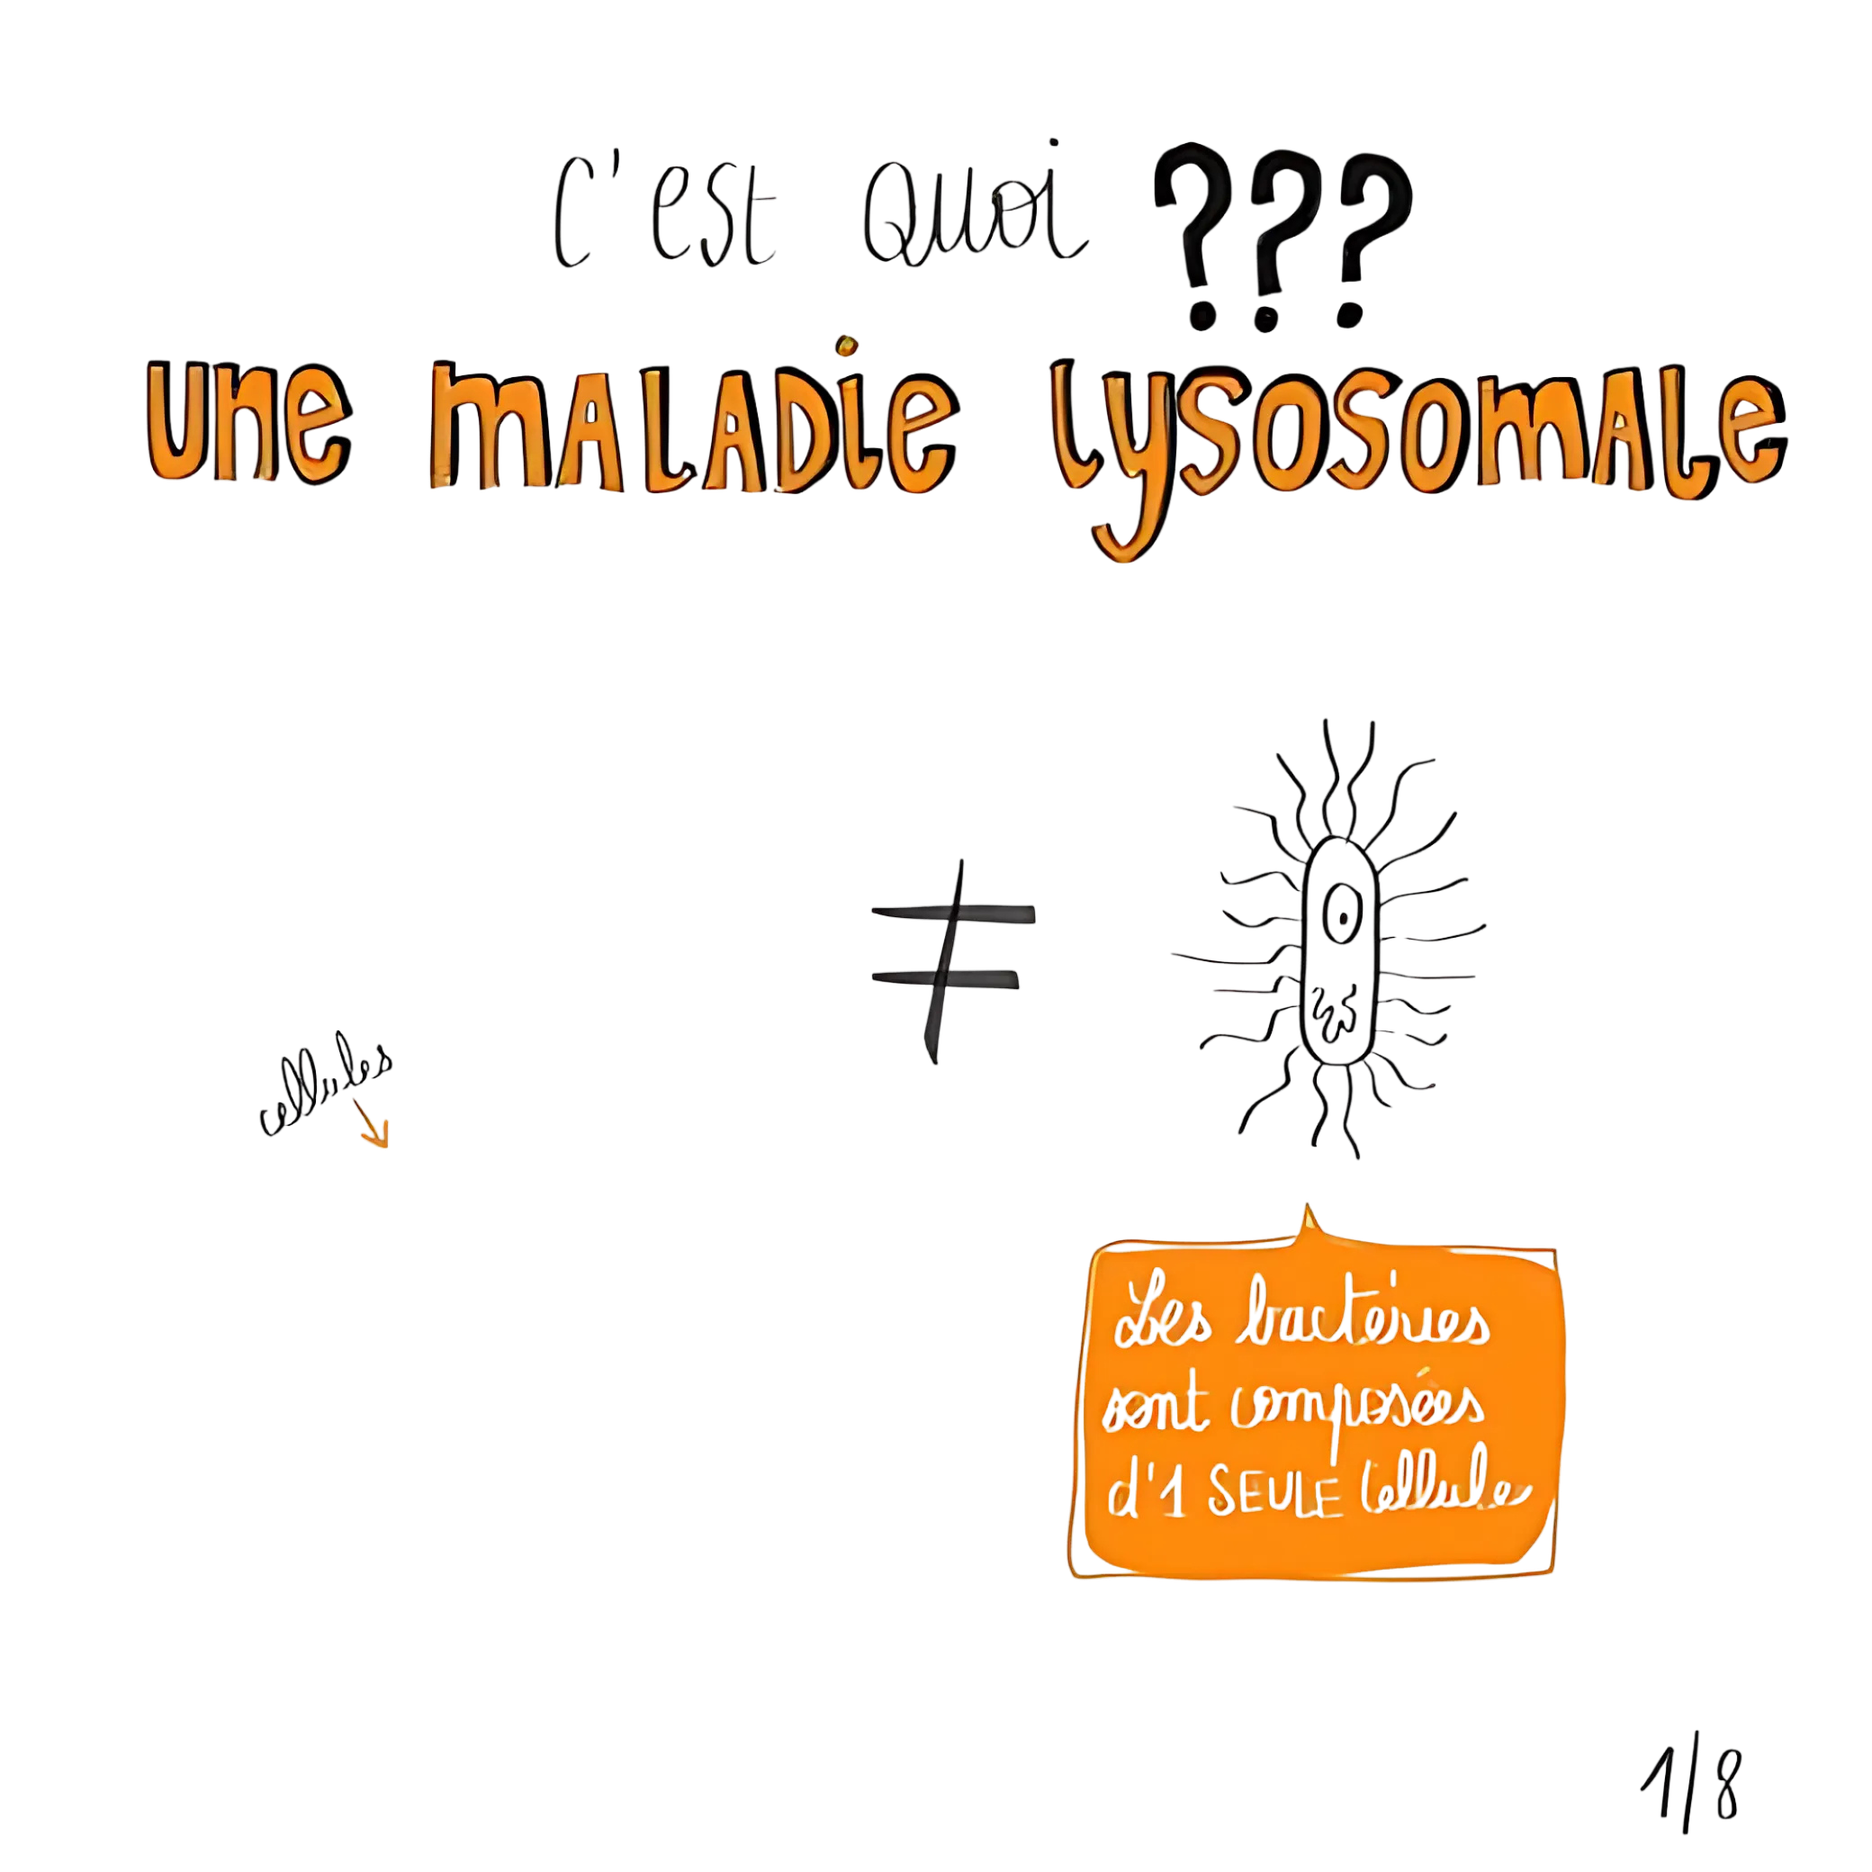 C'est quoi ???
une maladie lysosomale
cellules
≠
Les bactéries
sont composées
d'1 SEULE Cellule
1/8